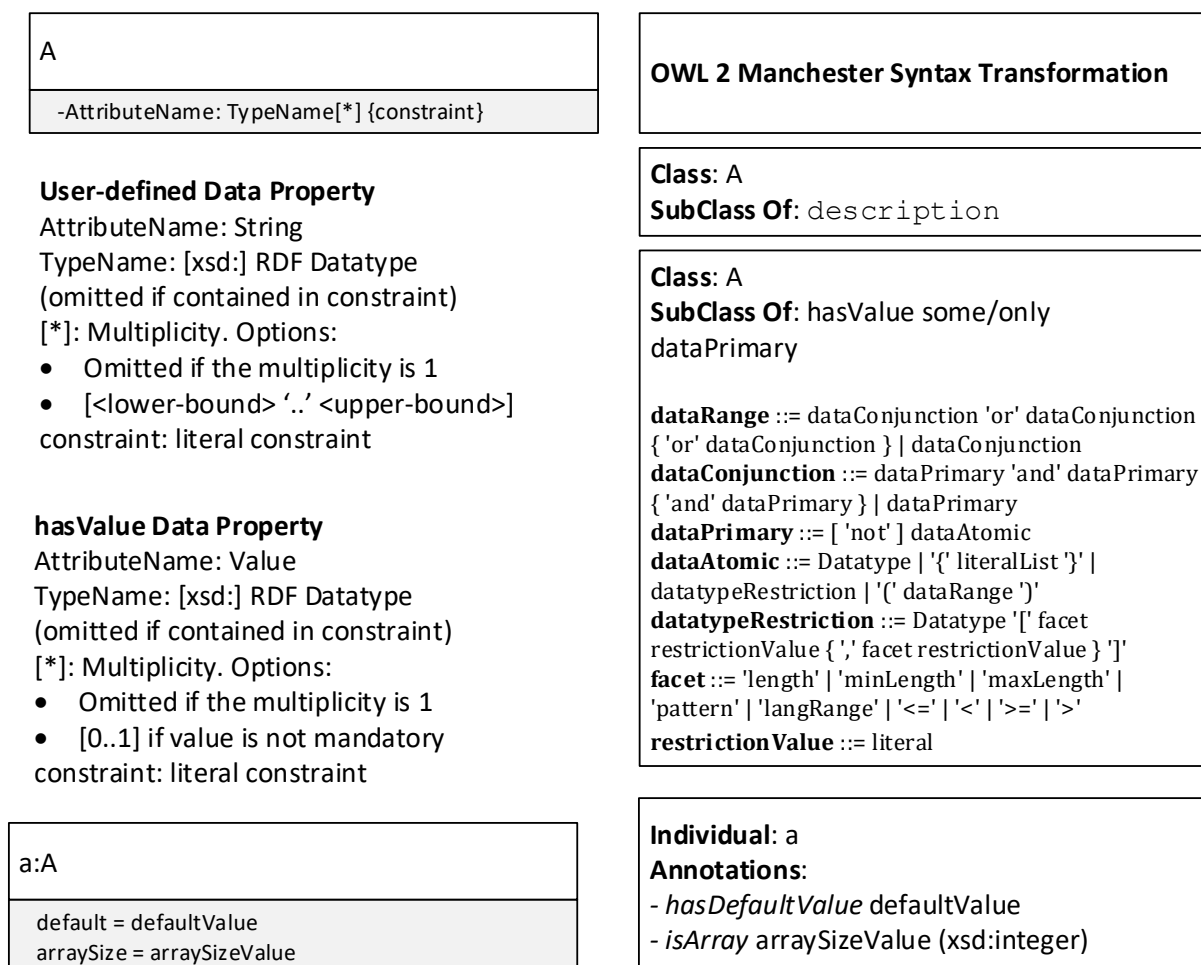 A
-AttributeName: TypeName[*] {constraint}
User-defined Data Property
AttributeName: String
TypeName: [xsd:] RDF Datatype
(omitted if contained in constraint)
[*]: Multiplicity. Options:
• Omitted if the multiplicity is 1
• [<lower-bound> ‘..’ <upper-bound>]
constraint: literal constraint
hasValue Data Property
AttributeName: Value
TypeName: [xsd:] RDF Datatype
(omitted if contained in constraint)
[*]: Multiplicity. Options:
• Omitted if the multiplicity is 1
• [0..1] if value is not mandatory
constraint: literal constraint
a:A
default = defaultValue
arraySize = arraySizeValue
OWL 2 Manchester Syntax Transformation
Class: A
SubClass Of: description
Class: A
SubClass Of: hasValue some/only
dataPrimary
dataRange ::= dataConjunction 'or' dataConjunction
{ 'or' dataConjunction } | dataConjunction
dataConjunction ::= dataPrimary 'and' dataPrimary
{ 'and' dataPrimary } | dataPrimary
dataPrimary ::= [ 'not' ] dataAtomic
dataAtomic ::= Datatype | '{' literalList '}' |
datatypeRestriction | '(' dataRange ')'
datatypeRestriction ::= Datatype '[' facet
restrictionValue { ',' facet restrictionValue } ']'
facet ::= 'length' | 'minLength' | 'maxLength' |
'pattern' | 'langRange' | '<=' | '<' | '>=' | '>'
restrictionValue ::= literal
Individual: a
Annotations:
- hasDefaultValue defaultValue
- isArray arraySizeValue (xsd:integer)